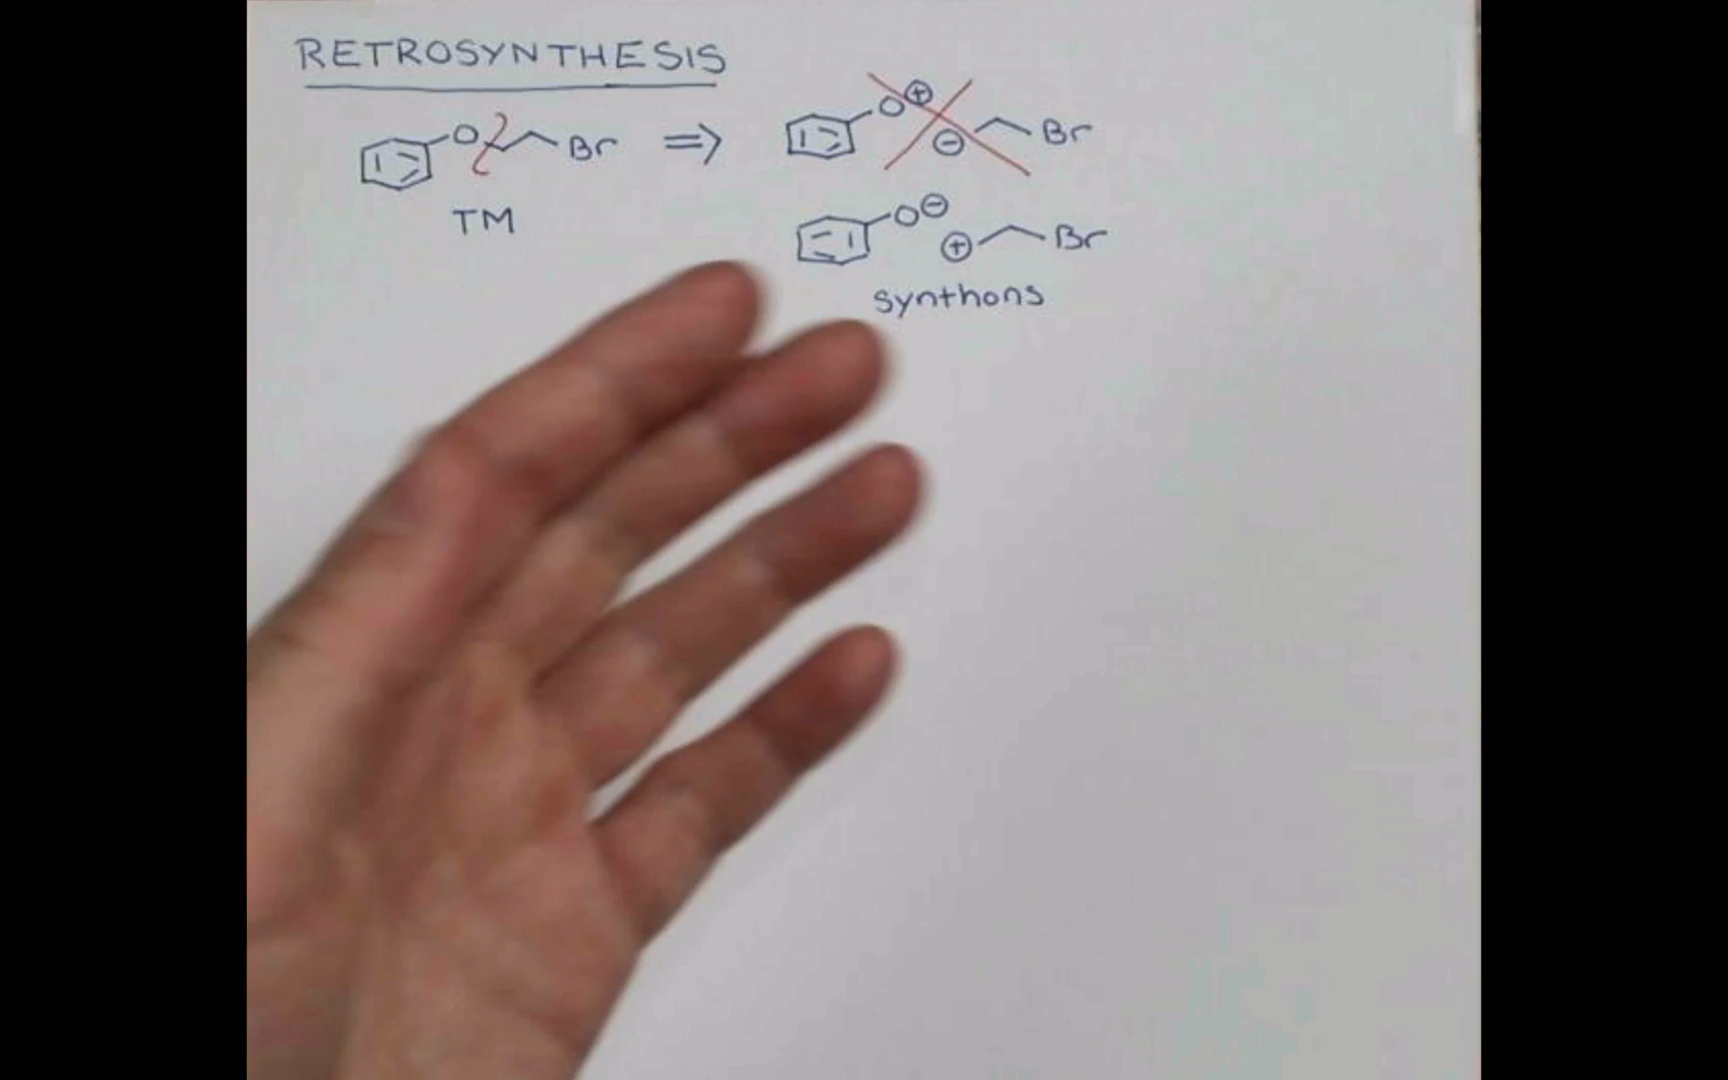 RETROSYNTHESIS
O Br ⇒ O ⊕ ⊖ Br
TM
O ⊖ ⊕ Br
synthons